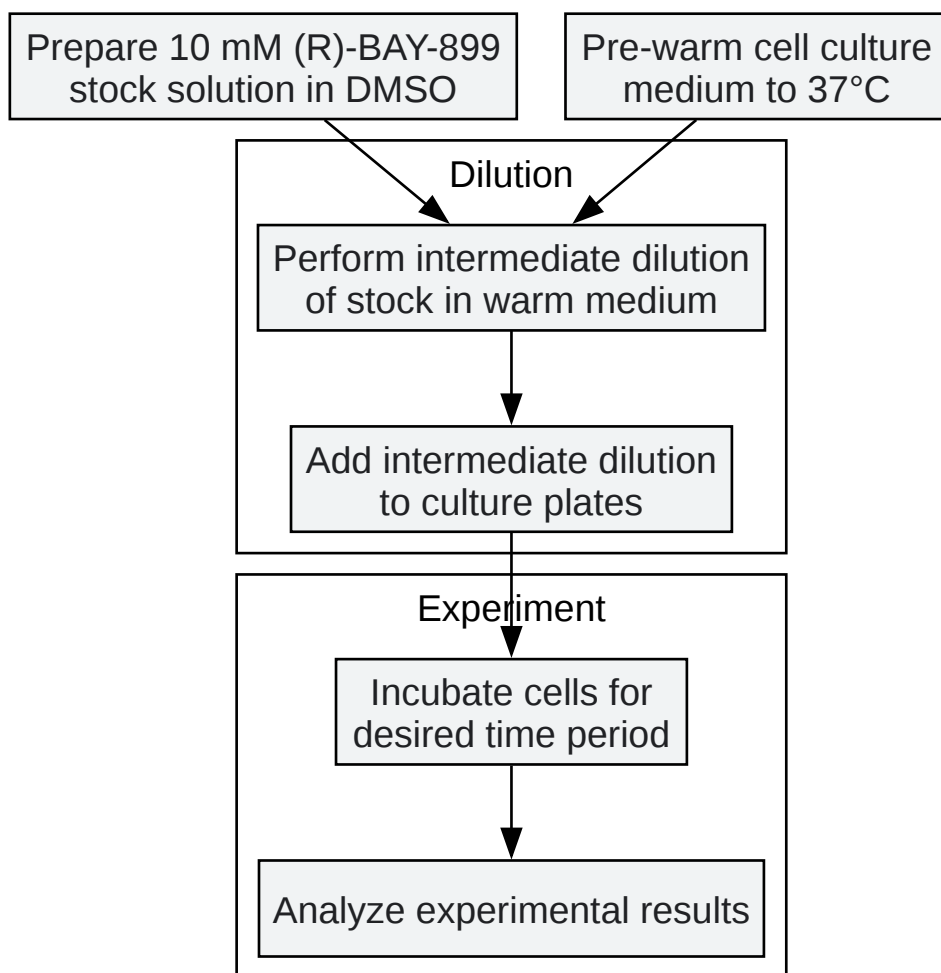 Prepare 10 mM (R)-BAY-899
stock solution in DMSO
Pre-warm cell culture
medium to 37°C
Dilution
Perform intermediate dilution
of stock in warm medium
Add intermediate dilution
to culture plates
Experiment
Incubate cells for
desired time period
Analyze experimental results